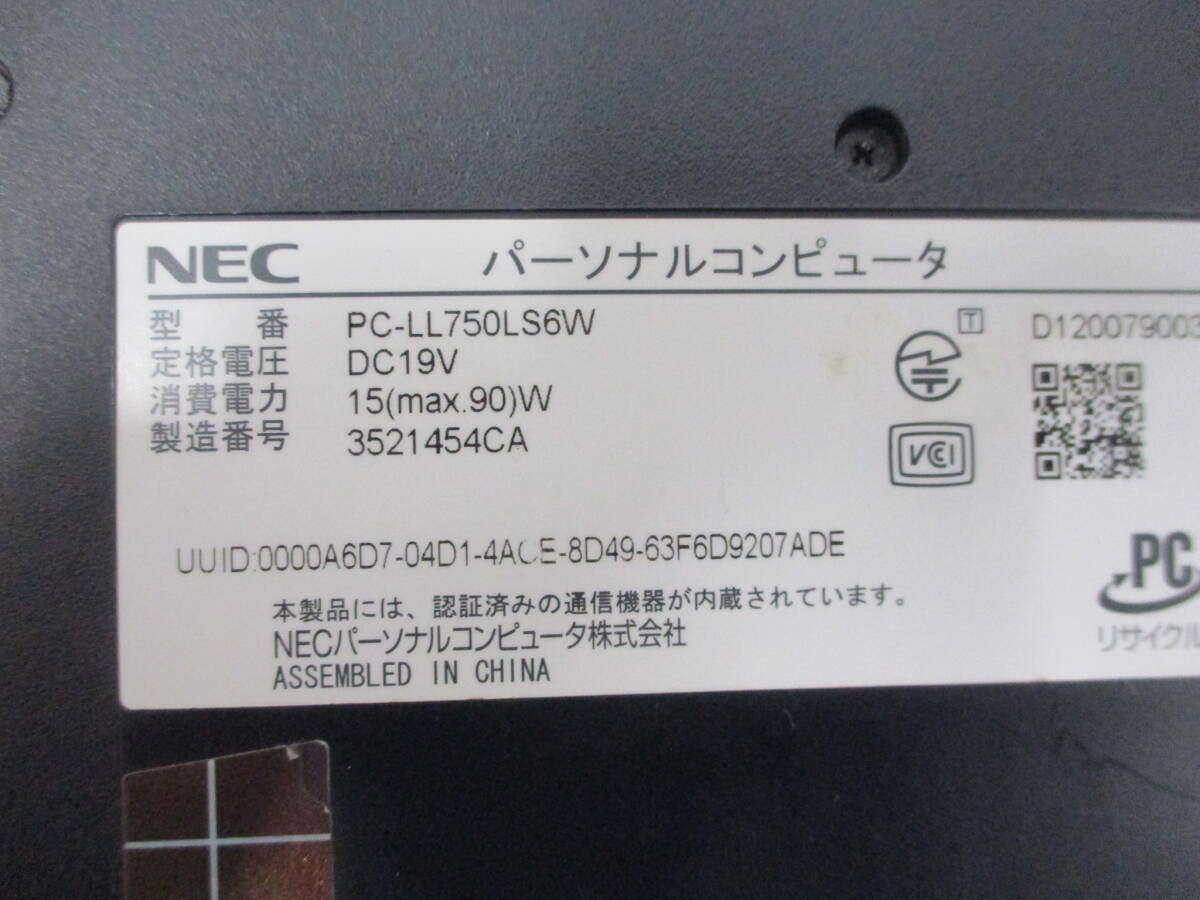 NEC パーソナルコンピュータ
型 番 PC-LL750LS6W
定格電圧 DC19V
消費電力 15(max.90)W
製造番号 3521454CA
T D120079003
VCCI
UUID:0000A6D7-04D1-4ACE-8D49-63F6D9207ADE
本製品には、認証済みの通信機器が内蔵されています。
NECパーソナルコンピュータ株式会社
ASSEMBLED IN CHINA
PC
リサイクル